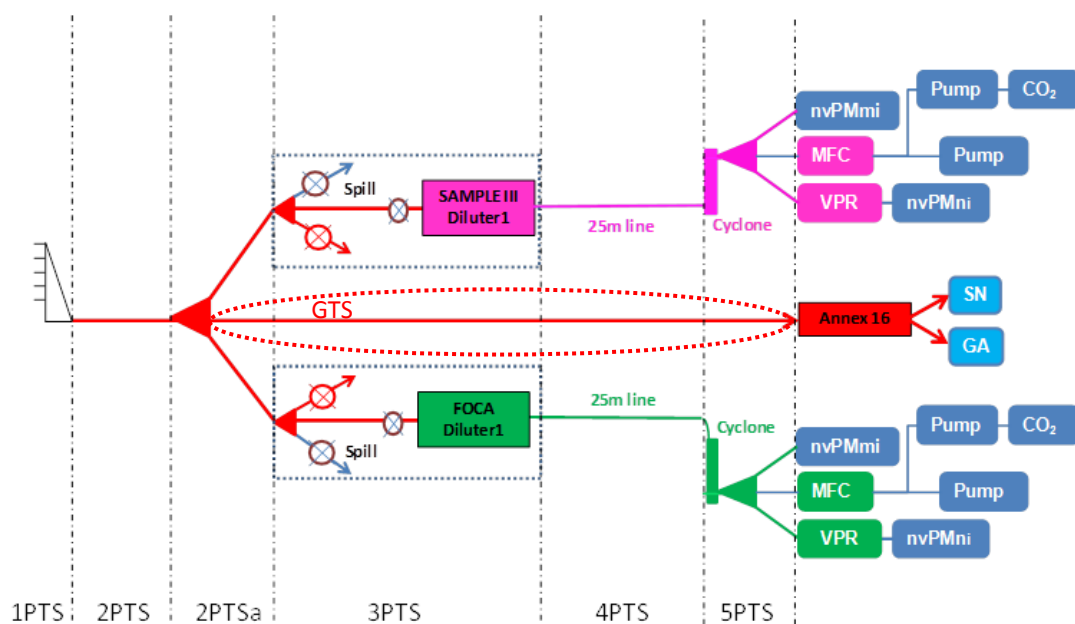 Pump
CO₂
nvPMmi
Spill
MFC
Pump
SAMPLE III
Diluter1
VPR
nvPMni
25m line
Cyclone
GTS
SN
Annex 16
GA
FOCA
Diluter1
25m line
Cyclone
Pump
CO₂
nvPMmi
Spill
MFC
Pump
VPR
nvPMni
1PTS
2PTS
2PTSa
3PTS
4PTS
5PTS